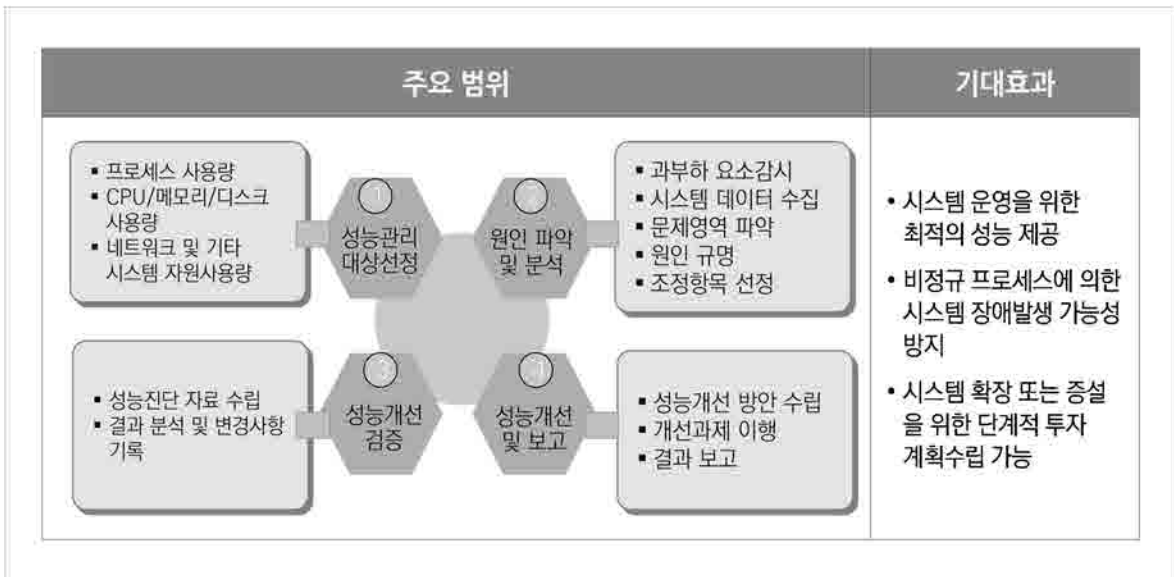 주요 범위
기대효과
▪ 프로세스 사용량
▪ CPU/메모리/디스크
사용량
▪ 네트워크 및 기타
시스템 자원사용량
1
성능관리
대상선정
2
원인 파악
및 분석
▪ 과부하 요소감시
▪ 시스템 데이터 수집
▪ 문제영역 파악
▪ 원인 규명
▪ 조정항목 선정
▪ 성능진단 자료 수립
▪ 결과 분석 및 변경사항
기록
3
성능개선
검증
성능개선
및 보고
▪ 성능개선 방안 수립
▪ 개선과제 이행
▪ 결과 보고
• 시스템 운영을 위한
최적의 성능 제공
• 비정규 프로세스에 의한
시스템 장애발생 가능성
방지
• 시스템 확장 또는 증설
을 위한 단계적 투자
계획수립 가능